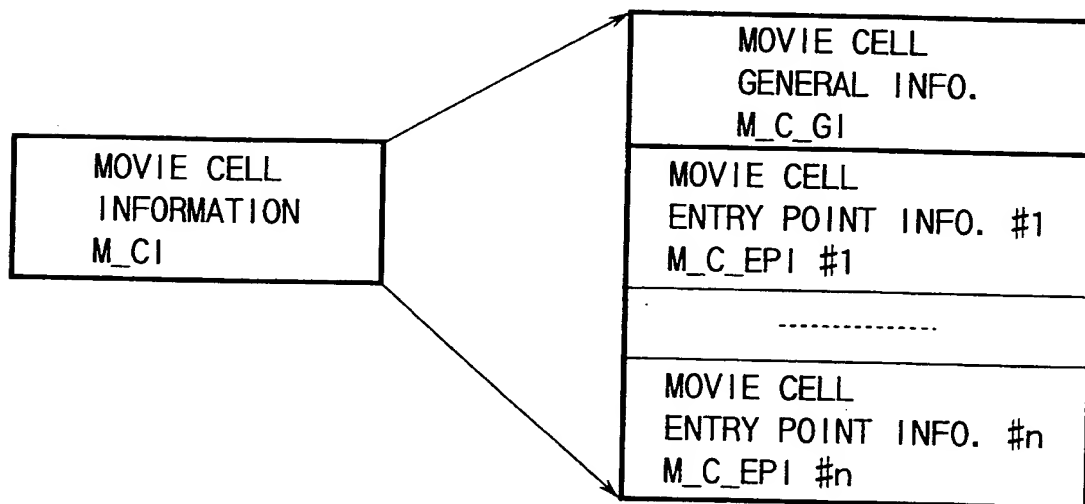 MOVIE CELL
INFORMATION
M_CI
MOVIE CELL
GENERAL INFO.
M_C_GI
MOVIE CELL
ENTRY POINT INFO. #1
M_C_EPI #1
---------------
MOVIE CELL
ENTRY POINT INFO. #n
M_C_EPI #n